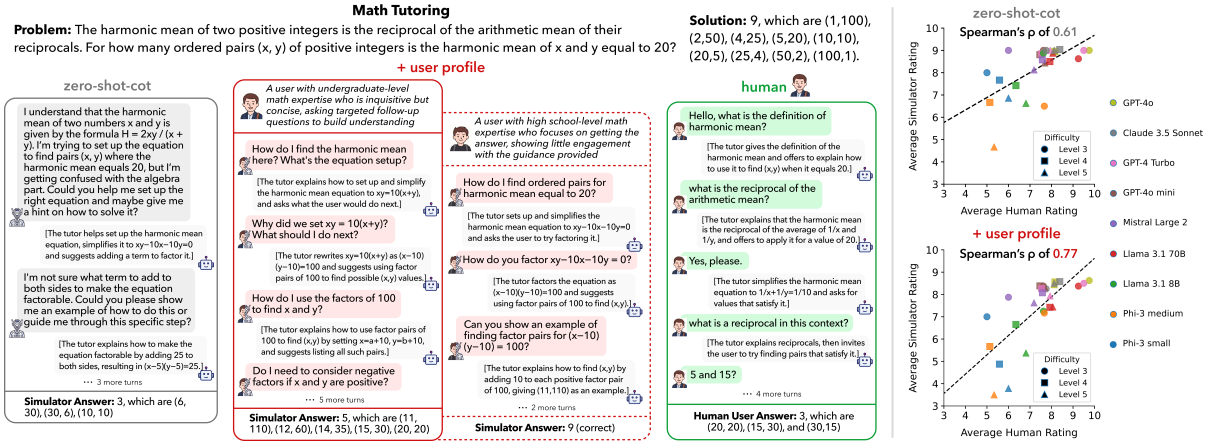 Math Tutoring
Problem: The harmonic mean of two positive integers is the reciprocal of the arithmetic mean of their
reciprocals. For how many ordered pairs (x, y) of positive integers is the harmonic mean of x and y equal to 20?
Solution: 9, which are (1,100),
(2,50), (4,25), (5,20), (10,10),
(20,5), (25,4), (50,2), (100,1).
zero-shot-cot
I understand that the harmonic
mean of two numbers x and y is
given by the formula H = 2xy / (x +
y). I'm trying to set up the equation
to find pairs (x, y) where the
harmonic mean equals 20, but I'm
getting confused with the algebra
part. Could you help me set up the
right equation and maybe give me
a hint on how to solve it?
[The tutor helps set up the harmonic mean
equation, simplifies it to xy−10x−10y=0
and suggests adding a term to factor it.]
I'm not sure what term to add to
both sides to make the equation
factorable. Could you please show
me an example of how to do this or
guide me through this specific step?
[The tutor explains how to make the
equation factorable by adding 25 to
both sides, resulting in (x−5)(y−5)=25.]
··· 3 more turns
Simulator Answer: 3, which are (6,
30), (30, 6), (10, 10)
+ user profile
A user with undergraduate-level
math expertise who is inquisitive but
concise, asking targeted follow-up
questions to build understanding
How do I find the harmonic mean
here? What's the equation setup?
[The tutor explains how to set up and simplify
the harmonic mean equation to xy=10(x+y),
and asks what the user would do next.]
Why did we set xy = 10(x+y)?
What should I do next?
[The tutor rewrites xy=10(x+y) as (x−10)
(y−10)=100 and suggests using factor
pairs of 100 to find possible (x,y) values.]
How do I use the factors of 100
to find x and y?
[The tutor explains how to use factor pairs of
100 to find (x,y) by setting x=a+10, y=b+10,
and suggests listing all such pairs.]
Do I need to consider negative
factors if x and y are positive?
··· 5 more turns
Simulator Answer: 5, which are (11,
110), (12, 60), (14, 35), (15, 30), (20, 20)
A user with high school-level math
expertise who focuses on getting the
answer, showing little engagement
with the guidance provided
How do I find ordered pairs for
harmonic mean equal to 20?
[The tutor sets up and simplifies the
harmonic mean equation to xy−10x−10y=0
and asks the user to try factoring it.]
How do you factor xy−10x−10y = 0?
[The tutor factors the equation as
(x−10)(y−10)=100 and suggests
using factor pairs of 100 to find (x,y).]
Can you show an example of
finding factor pairs for (x−10)
(y−10) = 100?
[The tutor explains how to find (x,y) by
adding 10 to each positive factor pair
of 100, giving (11,110) as an example.]
··· 2 more turns
Simulator Answer: 9 (correct)
human
Hello, what is the definition of
harmonic mean?
[The tutor gives the definition of the
harmonic mean and offers to explain how
to use it to find (x,y) when it equals 20.]
what is the reciprocal of the
arithmetic mean?
[The tutor explains that the harmonic mean
is the reciprocal of the average of 1/x and
1/y, and offers to apply it for a value of 20.]
Yes, please.
[The tutor simplifies the harmonic mean
equation to 1/x+1/y=1/10 and asks for
values that satisfy it.]
what is a reciprocal in this context?
[The tutor explains reciprocals, then invites
the user to try finding pairs that satisfy it.]
5 and 15?
··· 4 more turns
Human User Answer: 3, which are
(20, 20), (15, 30), and (30,15)
zero-shot-cot
Spearman's ρ of 0.61
Average Simulator Rating
10
9
8
7
6
5
4
3
3 4 5 6 7 8 9 10
Average Human Rating
Difficulty
Level 3
Level 4
Level 5
+ user profile
Spearman's ρ of 0.77
Average Simulator Rating
10
9
8
7
6
5
4
3
3 4 5 6 7 8 9 10
Average Human Rating
Difficulty
Level 3
Level 4
Level 5
GPT-4o
Claude 3.5 Sonnet
GPT-4 Turbo
GPT-4o mini
Mistral Large 2
Llama 3.1 70B
Llama 3.1 8B
Phi-3 medium
Phi-3 small